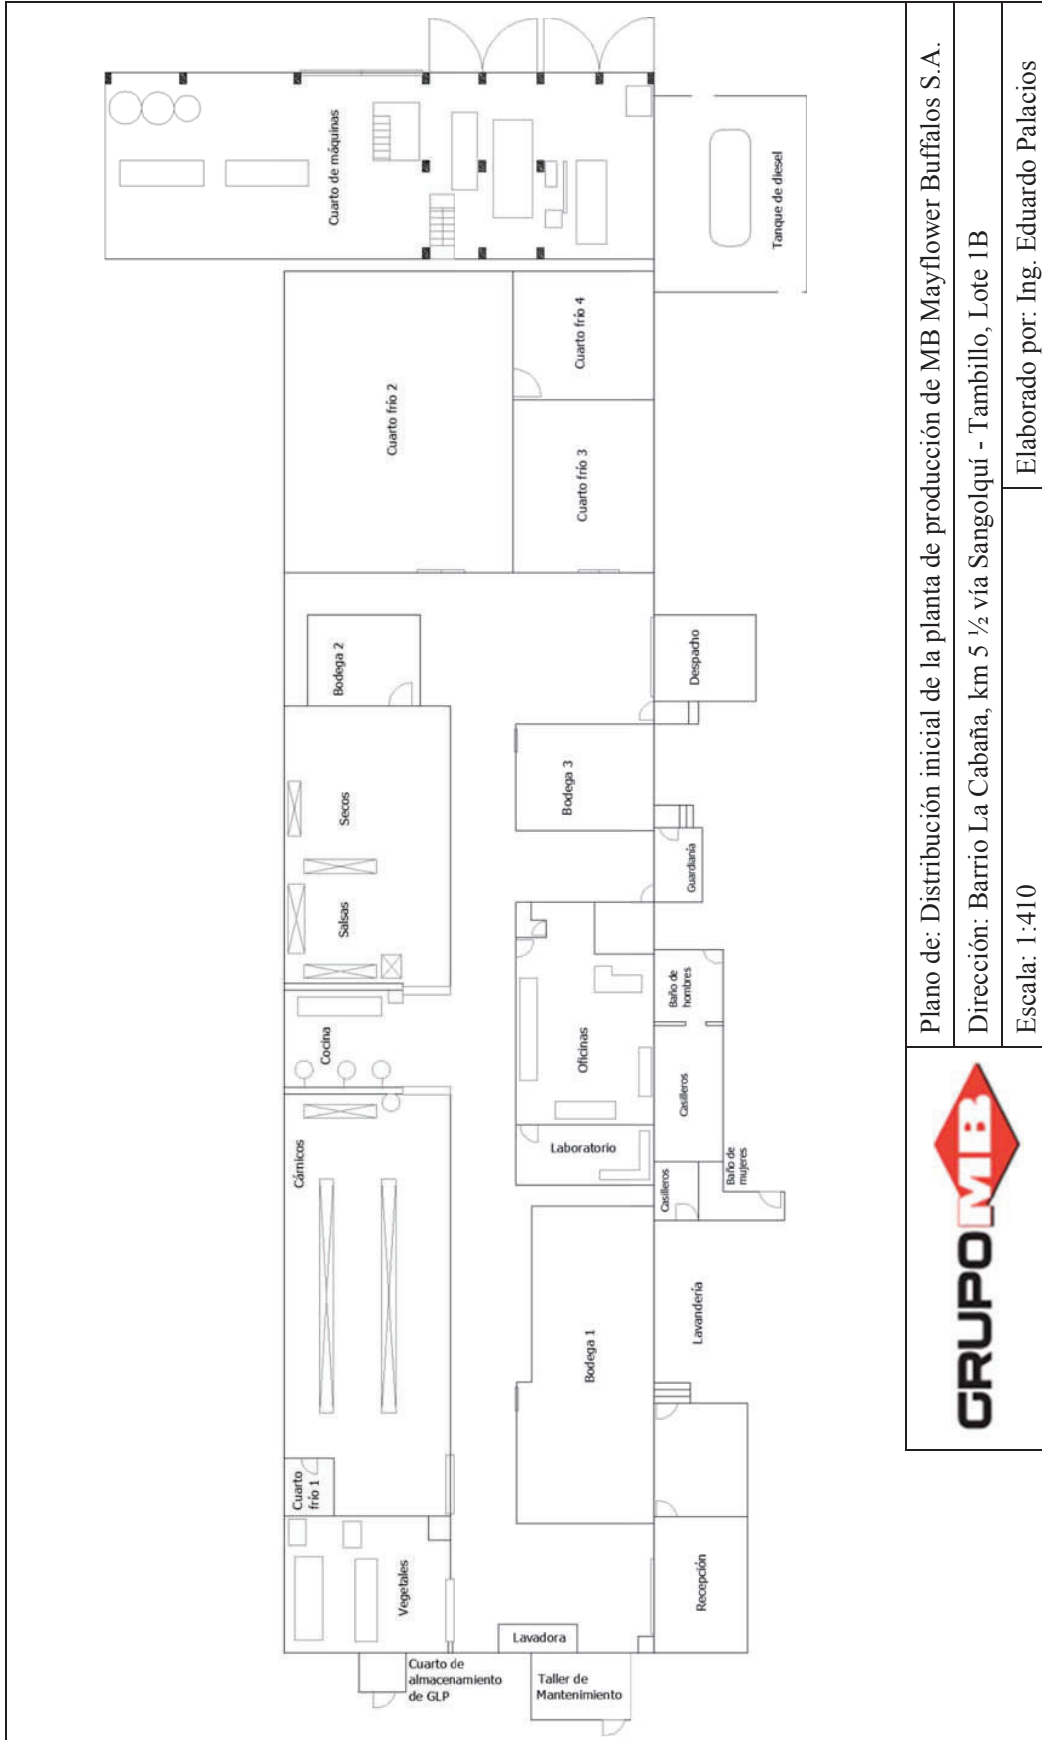 Cuarto de máquinas
Tanque de diesel
Cuarto frío 2
Cuarto frío 4
Cuarto frío 3
Bodega 2
Despacho
Secos
Salsas
Bodega 3
Guardianía
Cocina
Oficinas
Baño de
hombres
Casilleros
Cárnicos
Laboratorio
Casilleros
Baño de
mujeres
Bodega 1
Lavandería
Cuarto
frío 1
Vegetales
Recepción
Lavadora
Cuarto de
almacenamiento
de GLP
Taller de
Mantenimiento
GRUPO MB
Plano de: Distribución inicial de la planta de producción de MB Mayflower Buffalos S.A.
Dirección: Barrio La Cabaña, km 5 ½ vía Sangolquí - Tambillo, Lote 1B
Escala: 1:410
Elaborado por: Ing. Eduardo Palacios